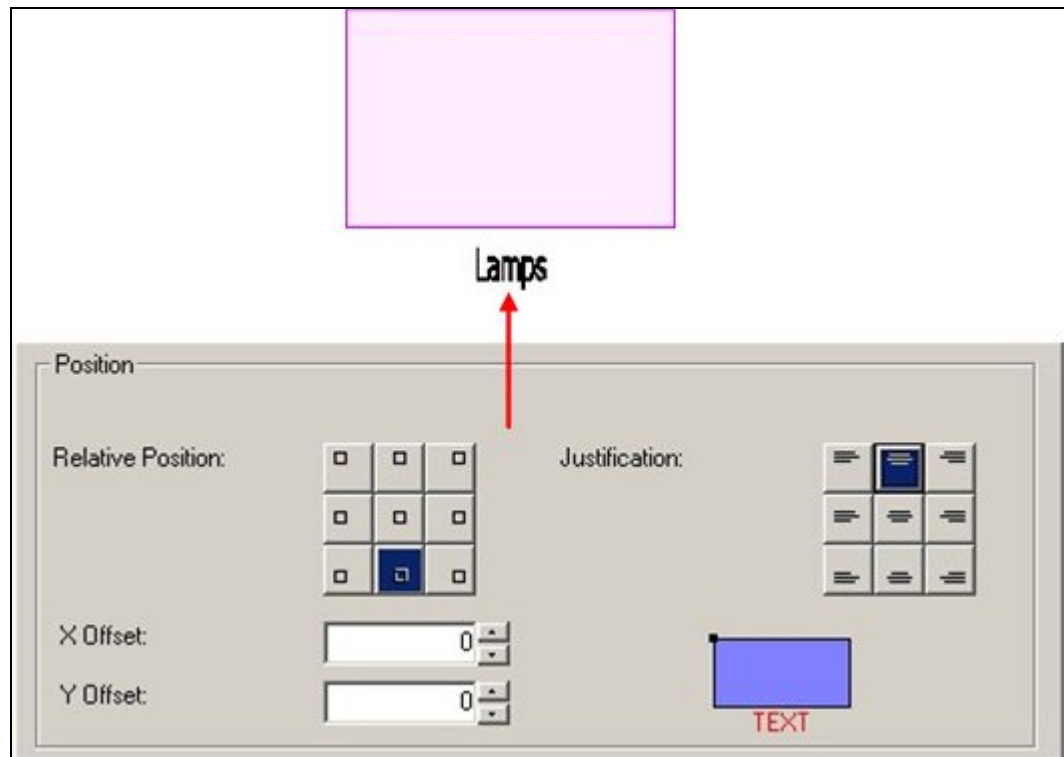 Lamps
Position
Relative Position:
Justification:
X Offset:
0
Y Offset:
0
TEXT